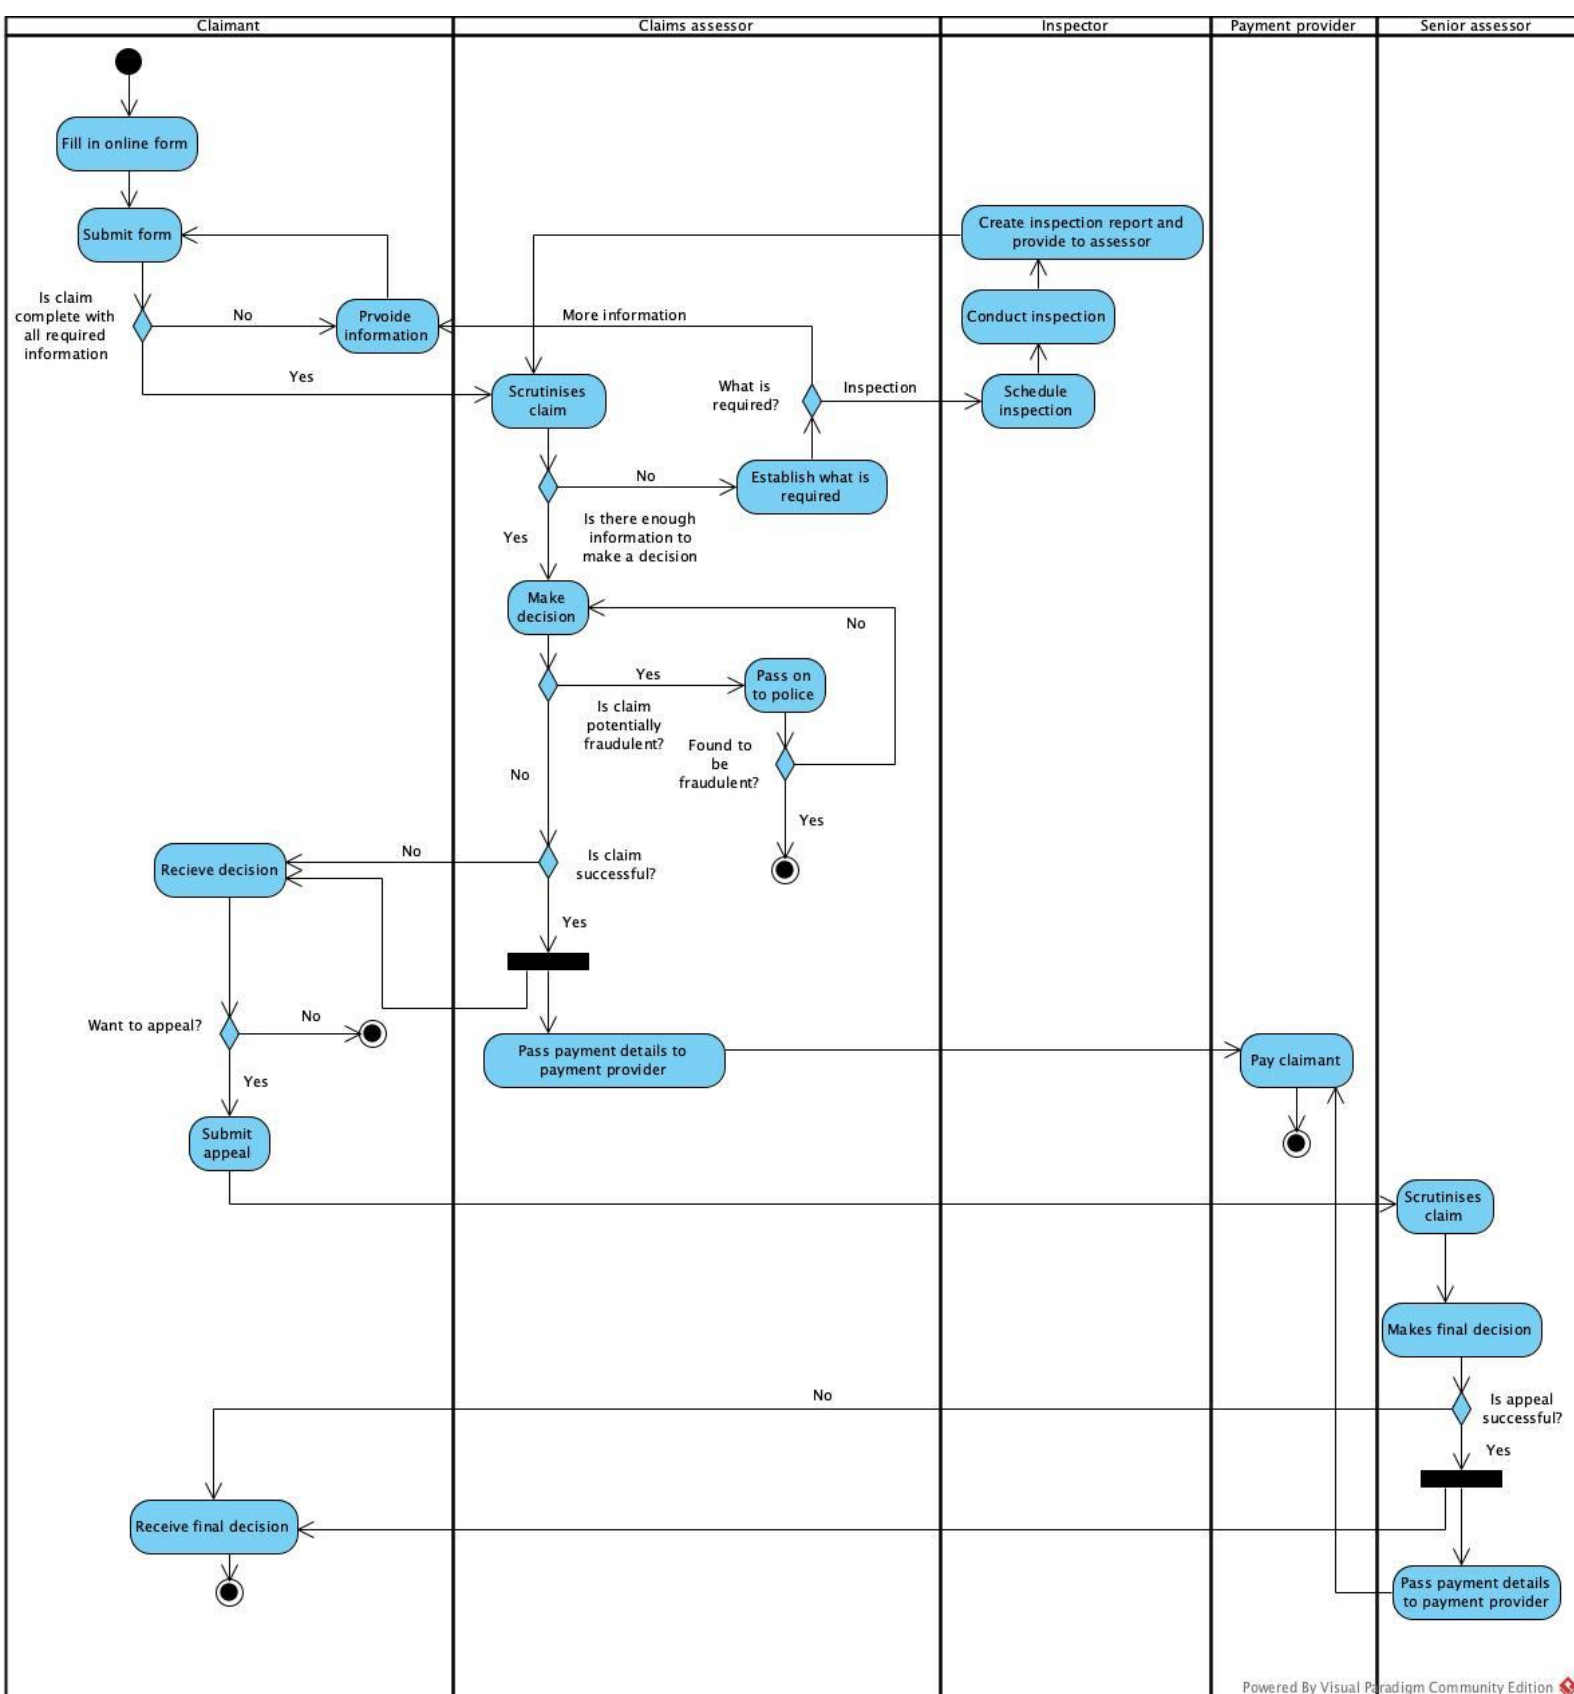 Claimant
Claims assessor
Inspector
Payment provider
Senior assessor
Fill in online form
Submit form
Create inspection report and
provide to assessor
Is claim
complete with
all required
information
No
Prvoide
information
More information
Conduct inspection
Yes
Scrutinises
claim
What is
required?
Inspection
Schedule
inspection
No
Establish what is
required
Is there enough
information to
make a decision
Yes
Make
decision
No
Yes
Pass on
to police
Is claim
potentially
fraudulent?
Found to
be
fraudulent?
No
Yes
Recieve decision
No
Is claim
successful?
Yes
Want to appeal?
No
Pass payment details to
payment provider
Pay claimant
Yes
Submit
appeal
Scrutinises
claim
Makes final decision
No
Is appeal
successful?
Yes
Receive final decision
Pass payment details
to payment provider
Powered By Visual Paradigm Community Edition